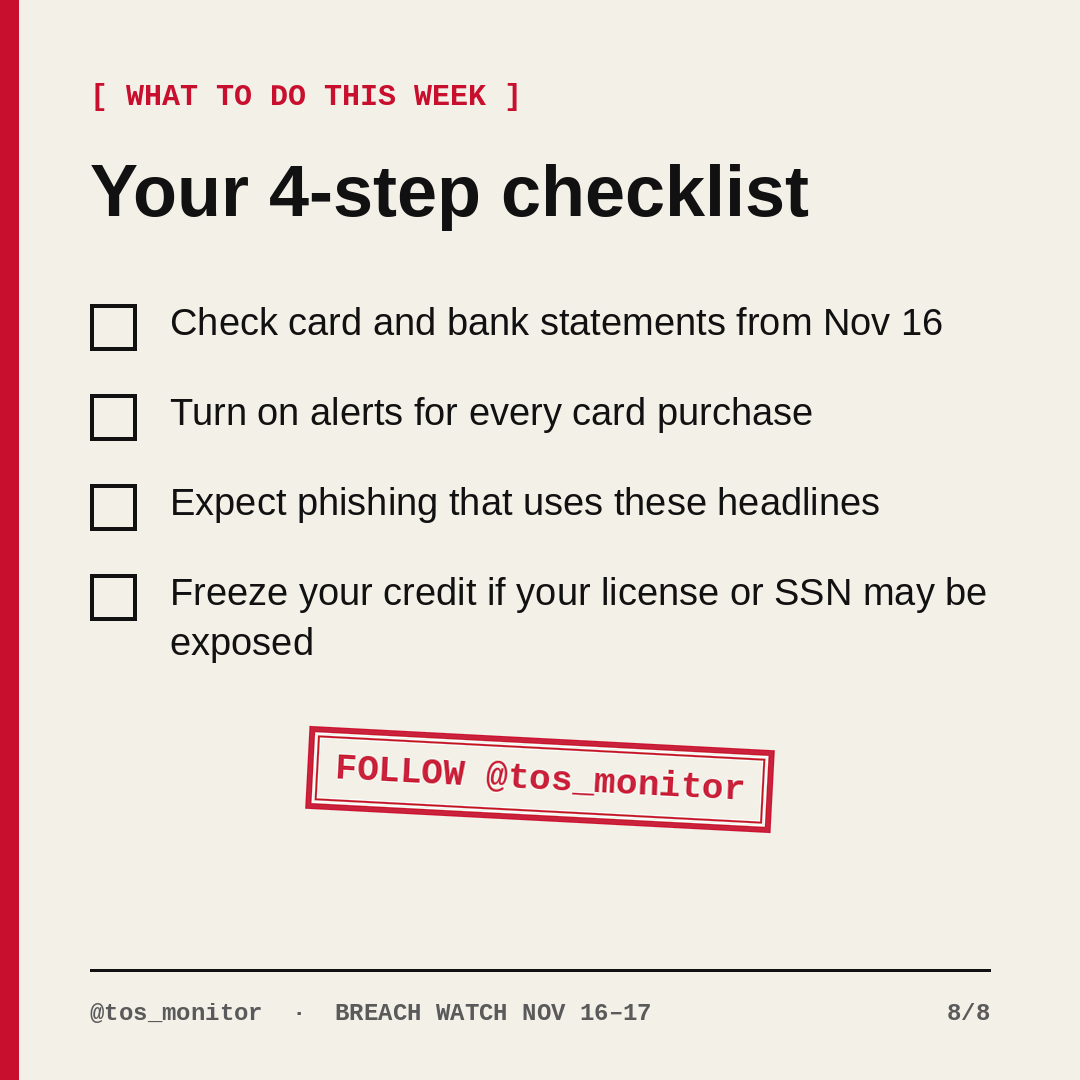 [ WHAT TO DO THIS WEEK ]
Your 4-step checklist
Check card and bank statements from Nov 16
Turn on alerts for every card purchase
Expect phishing that uses these headlines
Freeze your credit if your license or SSN may be
exposed
FOLLOW @tos_monitor
@tos_monitor · BREACH WATCH NOV 16–17 8/8